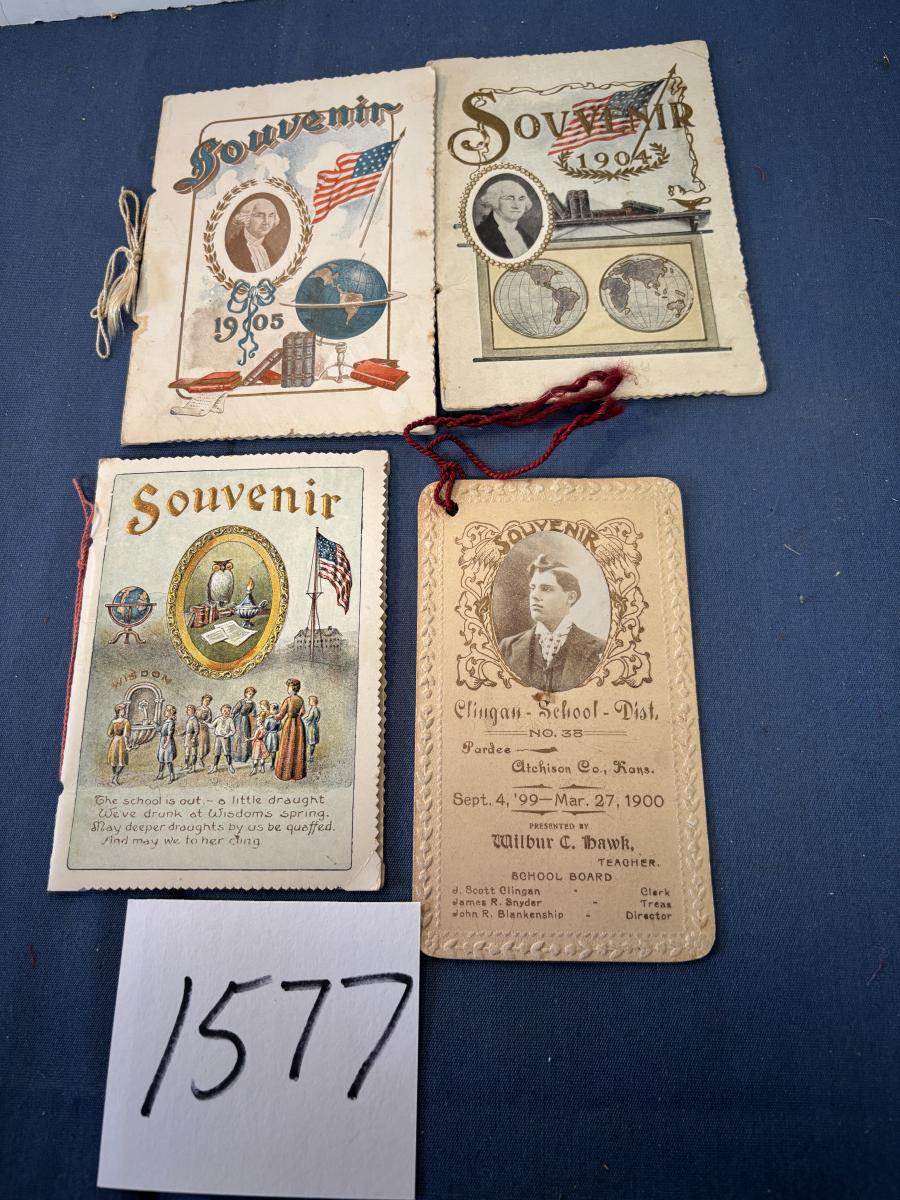 Souvenir
1905
SOUVENIR
1904
Souvenir
WISDOM
The school is out, - a little draught
We've drunk at Wisdoms spring.
May deeper draughts by us be quaffed.
And may we to her cling.
SOUVENIR
Clingan - School - Dist.
NO. 38
Pardee
Atchison Co., Kans.
Sept. 4, '99—Mar. 27, 1900
PRESENTED BY
Wilbur C. Hawk,
TEACHER.
SCHOOL BOARD
J. Scott Clingan - Clerk
James R. Snyder - Treas
John R. Blankenship - Director
1577